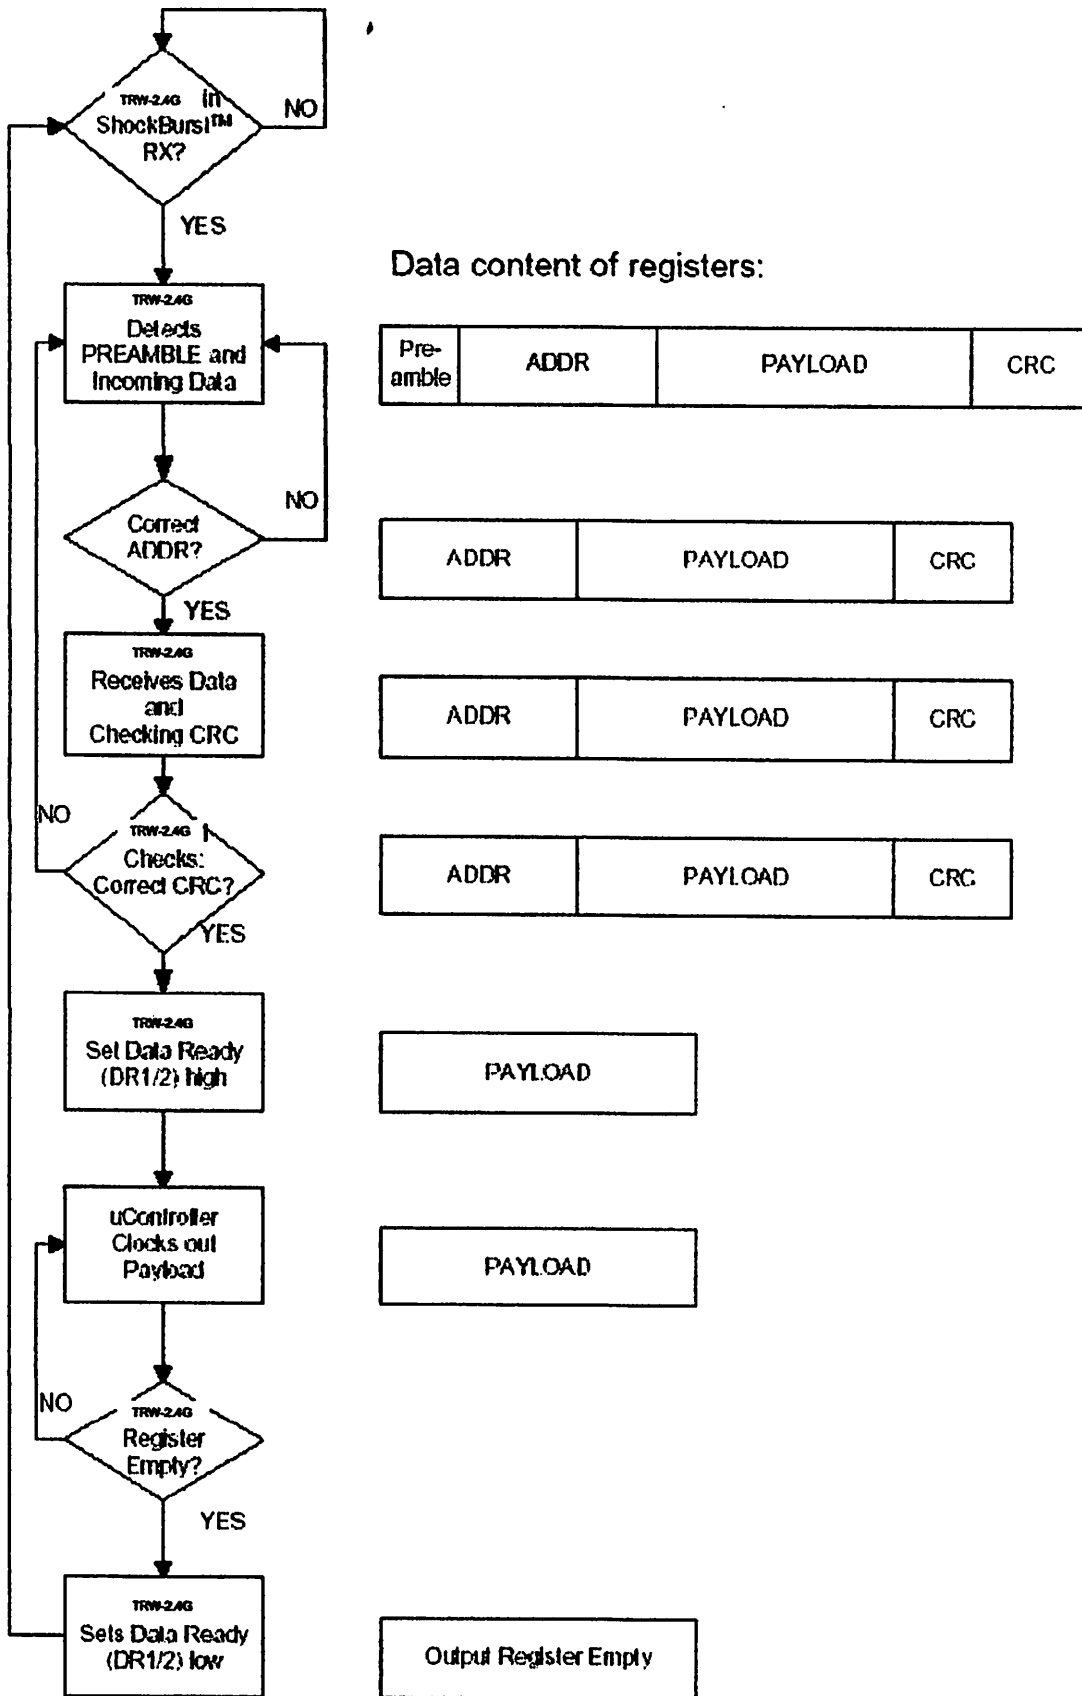 TRW-2.4G in
ShockBurst™
RX?
NO
YES
Data content of registers:
TRW-2.4G
Detects
PREAMBLE and
Incoming Data
Pre-
amble
ADDR
PAYLOAD
CRC
NO
Correct
ADDR?
ADDR
PAYLOAD
CRC
YES
TRW-2.4G
Receives Data
and
Checking CRC
ADDR
PAYLOAD
CRC
NO
TRW-2.4G
Checks:
Correct CRC?
ADDR
PAYLOAD
CRC
YES
TRW-2.4G
Set Data Ready
(DR1/2) high
PAYLOAD
uController
Clocks out
Payload
PAYLOAD
NO
TRW-2.4G
Register
Empty?
YES
TRW-2.4G
Sets Data Ready
(DR1/2) low
Output Register Empty